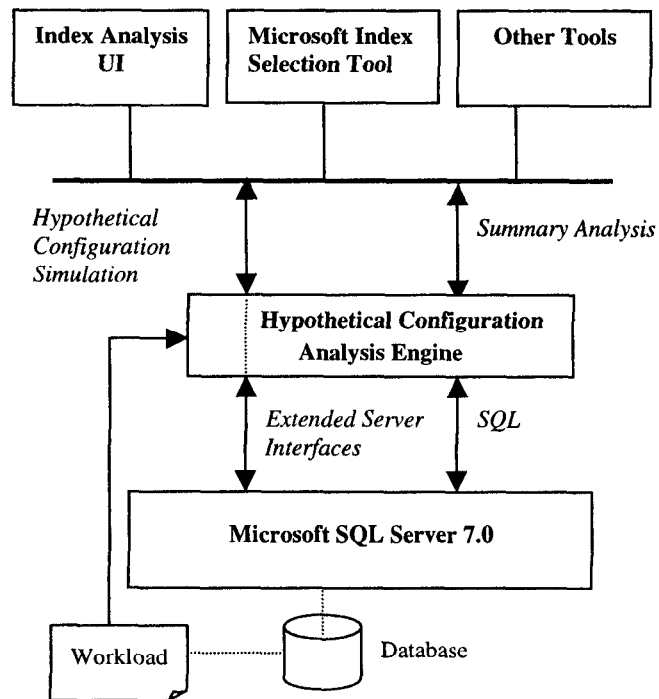 Index Analysis
UI
Microsoft Index
Selection Tool
Other Tools
Hypothetical
Configuration
Simulation
Summary Analysis
Hypothetical Configuration
Analysis Engine
Extended Server
Interfaces
SQL
Microsoft SQL Server 7.0
Workload
Database